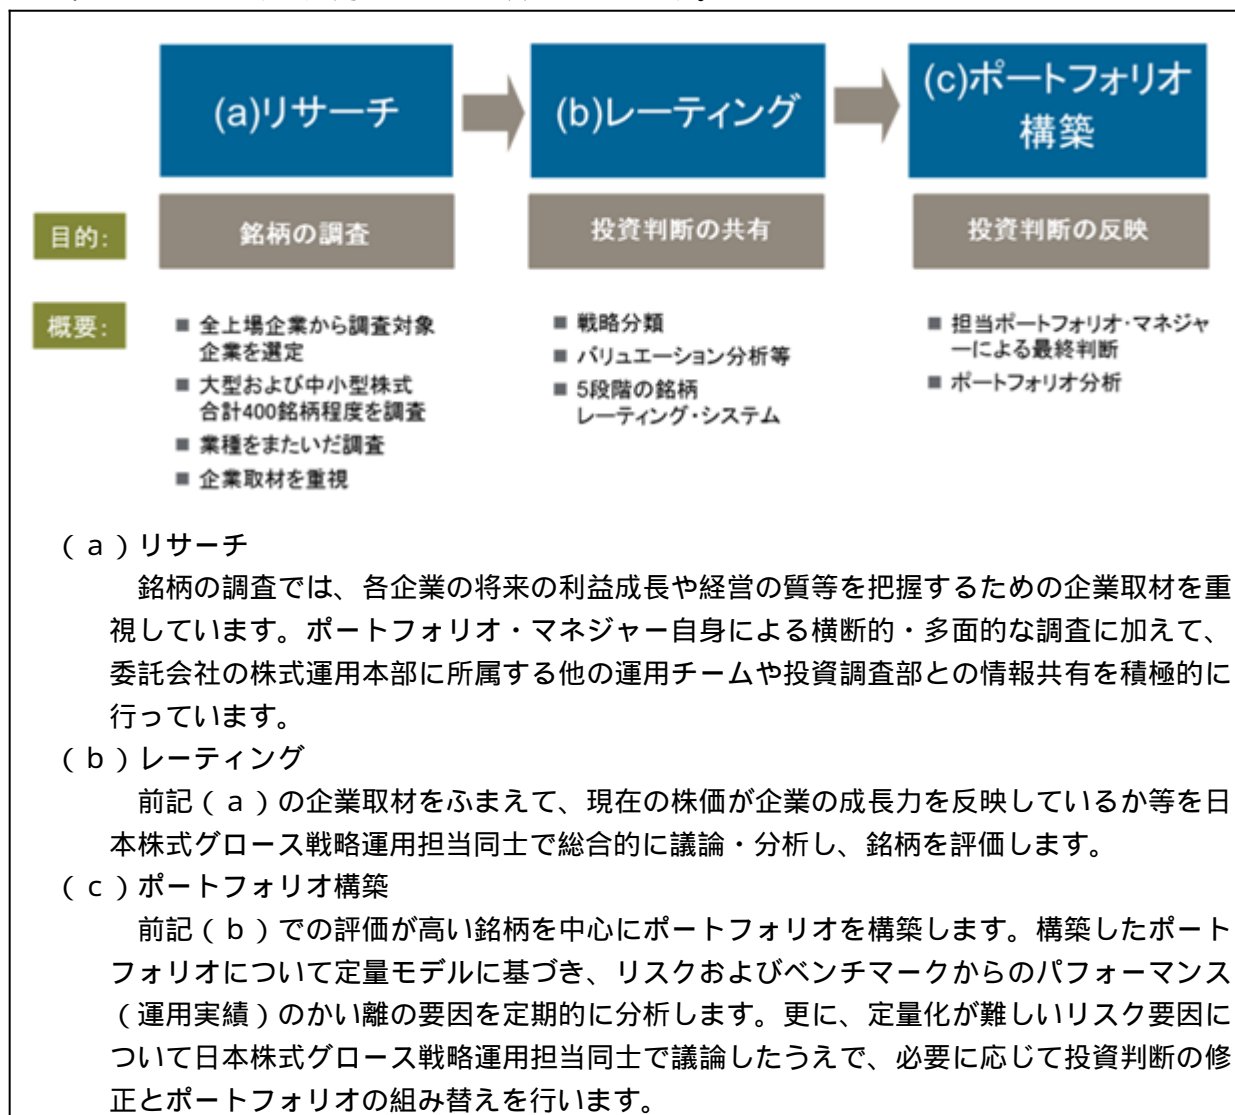 (a)リサーチ
(b)レーティング
(c)ポートフォリオ
構築
目的:
銘柄の調査
投資判断の共有
投資判断の反映
概要:
■ 全上場企業から調査対象
企業を選定
■ 大型および中小型株式
合計400銘柄程度を調査
■ 業種をまたいだ調査
■ 企業取材を重視
■ 戦略分類
■ バリュエーション分析等
■ 5段階の銘柄
レーティング・システム
■ 担当ポートフォリオ・マネジャ
ーによる最終判断
■ ポートフォリオ分析
（ａ）リサーチ
銘柄の調査では、各企業の将来の利益成長や経営の質等を把握するための企業取材を重
視しています。ポートフォリオ・マネジャー自身による横断的・多面的な調査に加えて、
委託会社の株式運用本部に所属する他の運用チームや投資調査部との情報共有を積極的に
行っています。
（ｂ）レーティング
前記（ａ）の企業取材をふまえて、現在の株価が企業の成長力を反映しているか等を日
本株式グロース戦略運用担当同士で総合的に議論・分析し、銘柄を評価します。
（ｃ）ポートフォリオ構築
前記（ｂ）での評価が高い銘柄を中心にポートフォリオを構築します。構築したポート
フォリオについて定量モデルに基づき、リスクおよびベンチマークからのパフォーマンス
（運用実績）のかい離の要因を定期的に分析します。更に、定量化が難しいリスク要因に
ついて日本株式グロース戦略運用担当同士で議論したうえで、必要に応じて投資判断の修
正とポートフォリオの組み替えを行います。